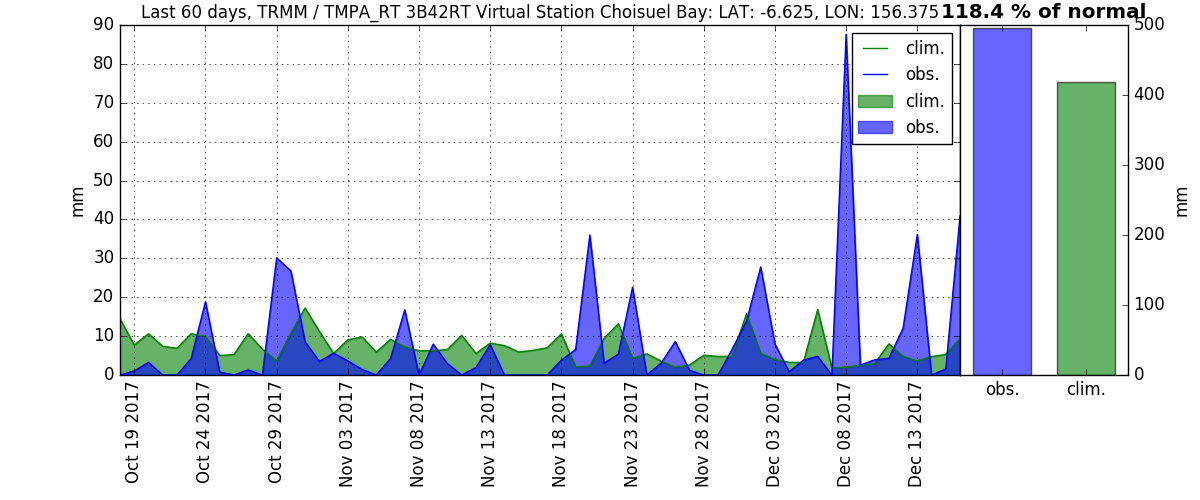 Last 60 days, TRMM / TMPA_RT 3B42RT Virtual Station Choisuel Bay: LAT: -6.625, LON: 156.375
118.4 % of normal
90
80
70
60
50
40
30
20
10
0
mm
clim.
obs.
clim.
obs.
Oct 19 2017
Oct 24 2017
Oct 29 2017
Nov 03 2017
Nov 08 2017
Nov 13 2017
Nov 18 2017
Nov 23 2017
Nov 28 2017
Dec 03 2017
Dec 08 2017
Dec 13 2017
500
400
300
200
100
0
mm
obs.
clim.